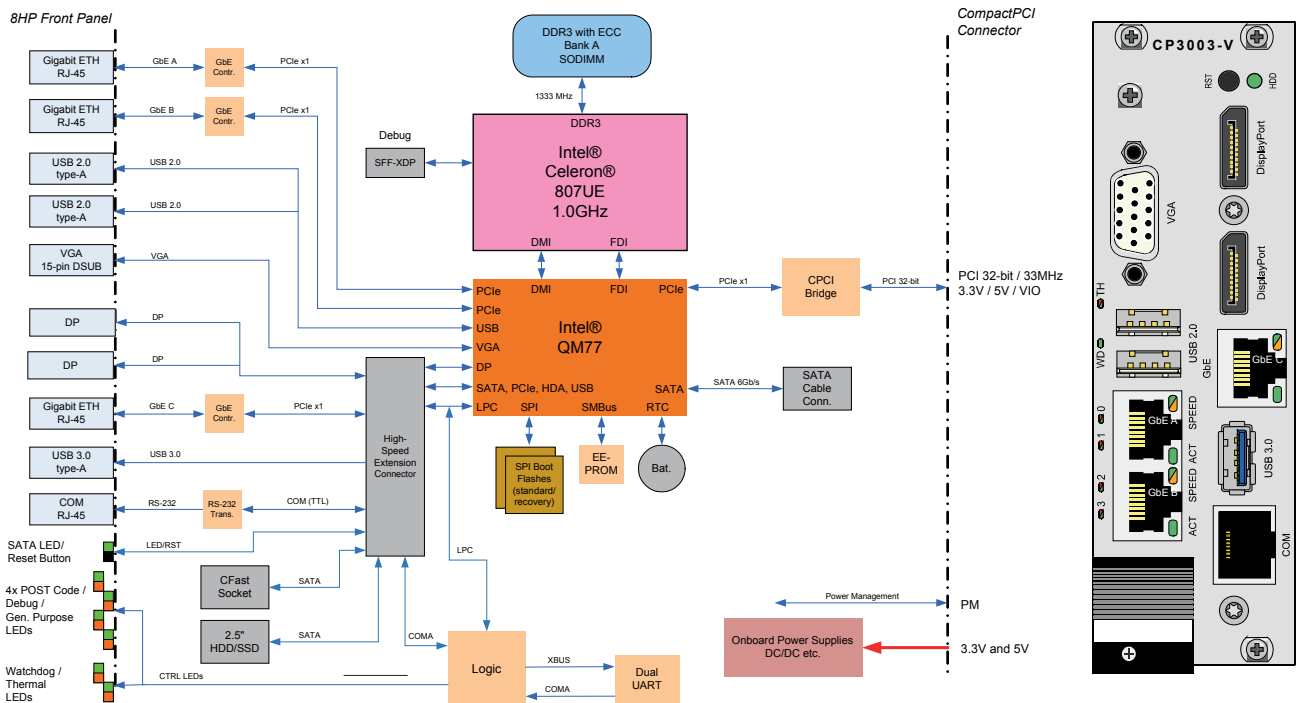 8HP Front Panel
CompactPCI
Connector
Gigabit ETH
RJ-45
GbE A
GbE
Contr.
PCIe x1
Gigabit ETH
RJ-45
GbE B
GbE
Contr.
PCIe x1
USB 2.0
type-A
USB 2.0
USB 2.0
type-A
USB 2.0
VGA
15-pin DSUB
VGA
DP
DP
DP
DP
Gigabit ETH
RJ-45
GbE C
GbE
Contr.
PCIe x1
USB 3.0
type-A
USB 3.0
COM
RJ-45
RS-232
RS-232
Trans.
COM (TTL)
SATA LED/
Reset Button
LED/RST
4x POST Code /
Debug /
Gen. Purpose
LEDs
Watchdog /
Thermal
LEDs
CTRL LEDs
CFast
Socket
SATA
2.5"
HDD/SSD
SATA
High-
Speed
Extension
Connector
DDR3 with ECC
Bank A
SODIMM
1333 MHz
Debug
SFF-XDP
DDR3
Intel®
Celeron®
807UE
1.0GHz
DMI
FDI
DMI
FDI
PCIe
PCIe
PCIe
USB
VGA
DP
Intel®
QM77
SATA, PCIe, HDA, USB
SATA
LPC
SPI
SMBus
RTC
SPI Boot
Flashes
(standard/
recovery)
EE-
PROM
Bat.
PCIe x1
CPCI
Bridge
PCI 32-bit
PCI 32-bit / 33MHz
3.3V / 5V / VIO
SATA 6Gb/s
SATA
Cable
Conn.
LPC
COMA
Logic
XBUS
COMA
Dual
UART
Power Management
PM
Onboard Power Supplies
DC/DC etc.
3.3V and 5V
CP3003-V
RST
HDD
DisplayPort
VGA
DisplayPort
TH
WD
USB 2.0
GbE
GbE C
0
1
2
3
GbE A
SPEED
ACT
GbE B
SPEED
ACT
USB 3.0
COM